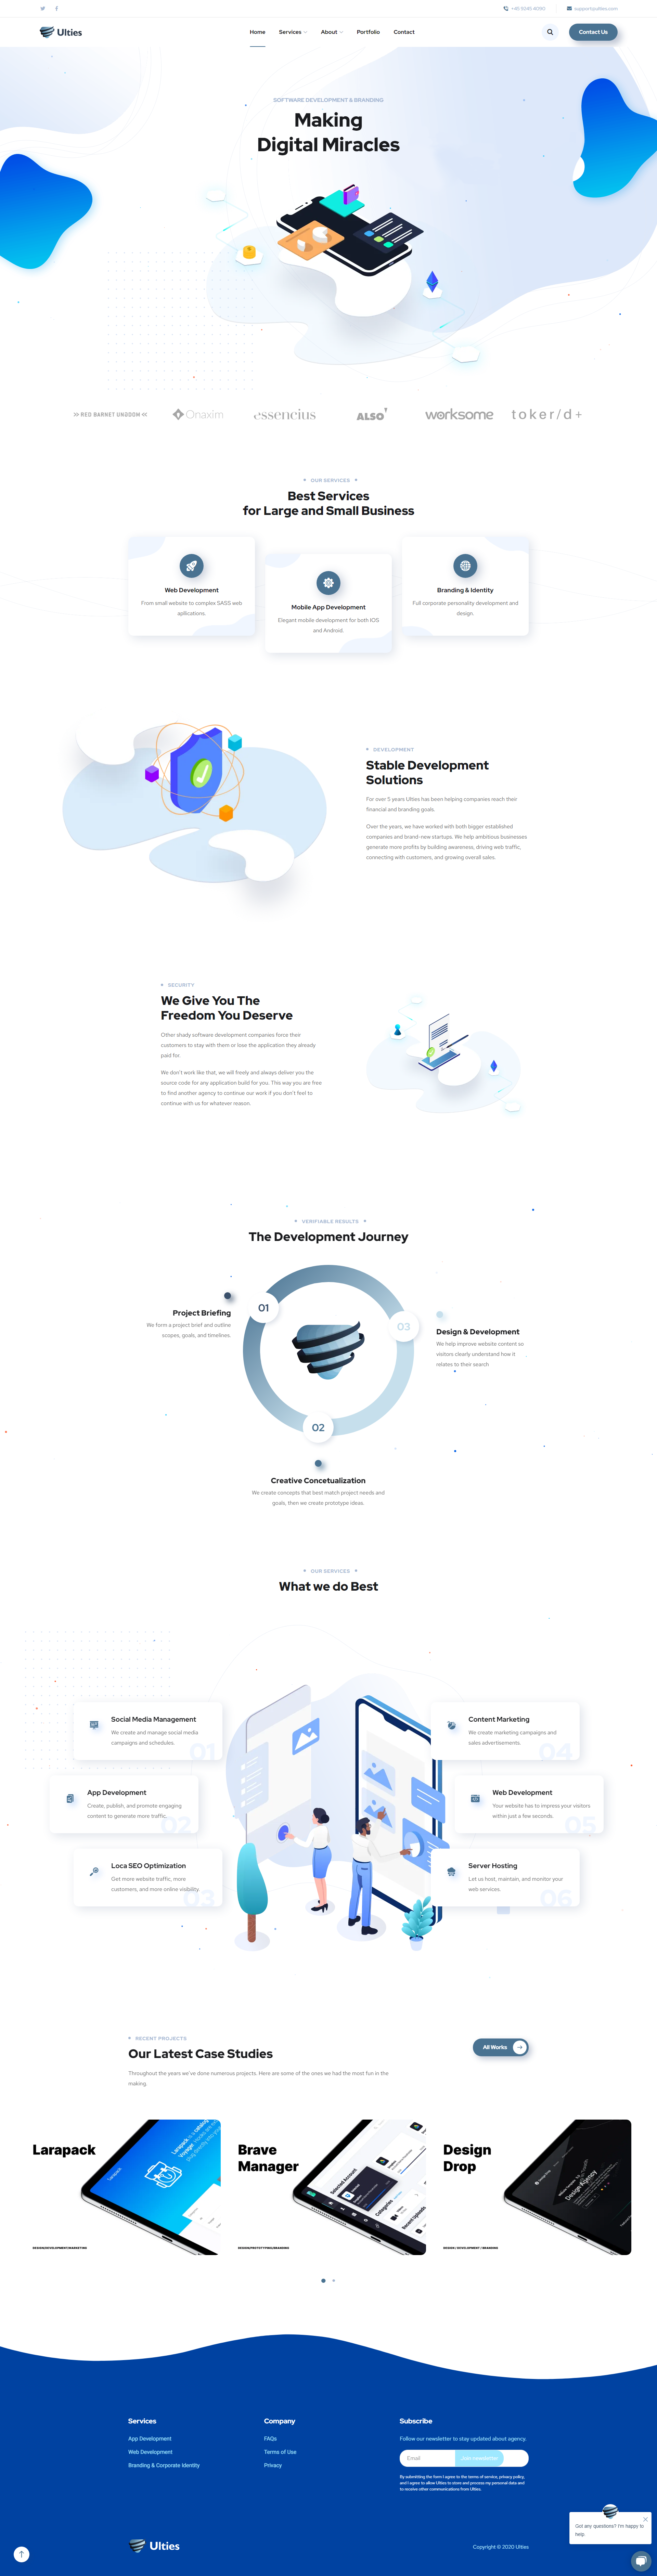 +45 5045 4090
support@ulties.com
Ulties
Home
Services
About
Portfolio
Contact
Contact Us
SOFTWARE DEVELOPMENT & BRANDING
Making
Digital Miracles
RED BARNET UNGDOM
Onaxim
essencius
ALSO
worksome
toker/d+
OUR SERVICES
Best Services
for Large and Small Business
Web Development
From small website to complex SASS web
apllications.
Mobile App Development
Elegant mobile development for both IOS
and Android.
Branding & Identity
Full corporate personality development and
design.
DEVELOPMENT
Stable Development
Solutions
For over 5 years Ulties has been helping companies reach their
financial and branding goals.
Over the years, we have worked with both bigger established
companies and brand-new startups. We help ambitious businesses
generate more profits by building awareness, driving web traffic,
connecting with customers, and growing overall sales.
SECURITY
We Give You The
Freedom You Deserve
Other shady software development companies force their
customers to stay with them or lose the application they already
paid for.
We don't work like that, we will freely and always deliver you the
source code for any application build for you. This way you are free
to find another agency to continue our work if you don't feel to
continue with us for whatever reason.
VERIFIABLE RESULTS
The Development Journey
01
Project Briefing
We form a project brief and outline
scopes, goals, and timelines.
03
Design & Development
We help improve website content so
visitors clearly understand how it
relates to their search
02
Creative Concetualization
We create concepts that best match project needs and
goals, then we create prototype ideas.
OUR SERVICES
What we do Best
Social Media Management
We create and manage social media
campaigns and schedules.
01
App Development
Create, publish, and promote engaging
content to generate more traffic.
02
Loca SEO Optimization
Get more website traffic, more
customers, and more online visibility.
03
Content Marketing
We create marketing campaigns and
sales advertisements.
04
Web Development
Your website has to impress your visitors
within just a few seconds.
05
Server Hosting
Let us host, maintain, and monitor your
web services.
06
RECENT PROJECTS
Our Latest Case Studies
Throughout the years we've done numerous projects. Here are some of the ones we had the most fun in the
making.
All Works
Larapack
DESIGN/DEVELOPMENT/MARKETING
Brave
Manager
Selected Account
Categories
Recent Uploads
DESIGN/PROTOTYPING/BRANDING
Design
Drop
Design Agency
DESIGN / DEVELOPMENT / BRANDING
Services
App Development
Web Development
Branding & Corporate Identity
Company
FAQs
Terms of Use
Privacy
Subscribe
Follow our newsletter to stay updated about agency.
Email
Join newsletter
By submitting the form I agree to the terms of service, privacy policy,
and I agree to allow Ulties to store and process my personal data and
to receive other communications from Ulties.
Ulties
Copyright © 2020 Ulties
Got any questions? I'm happy to
help.